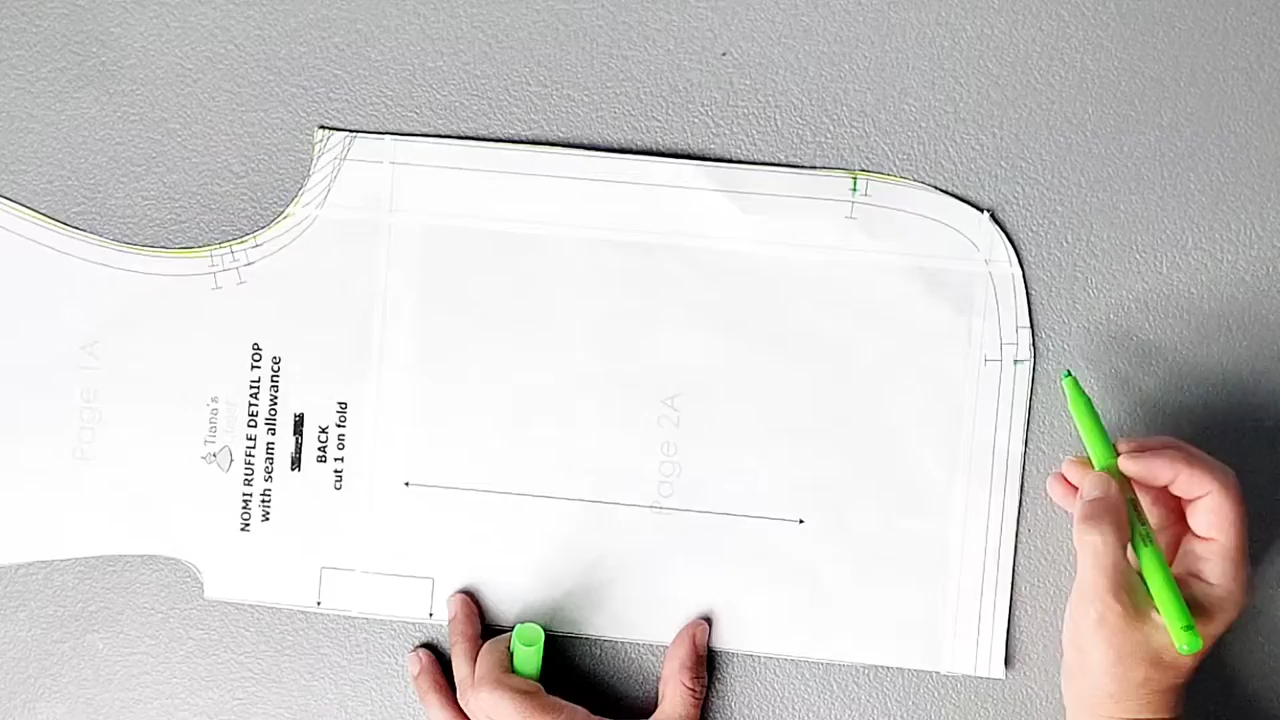 Page 1A
Tiana's
NOMI RUFFLE DETAIL TOP
with seam allowance
BACK
cut 1 on fold
Page 2A